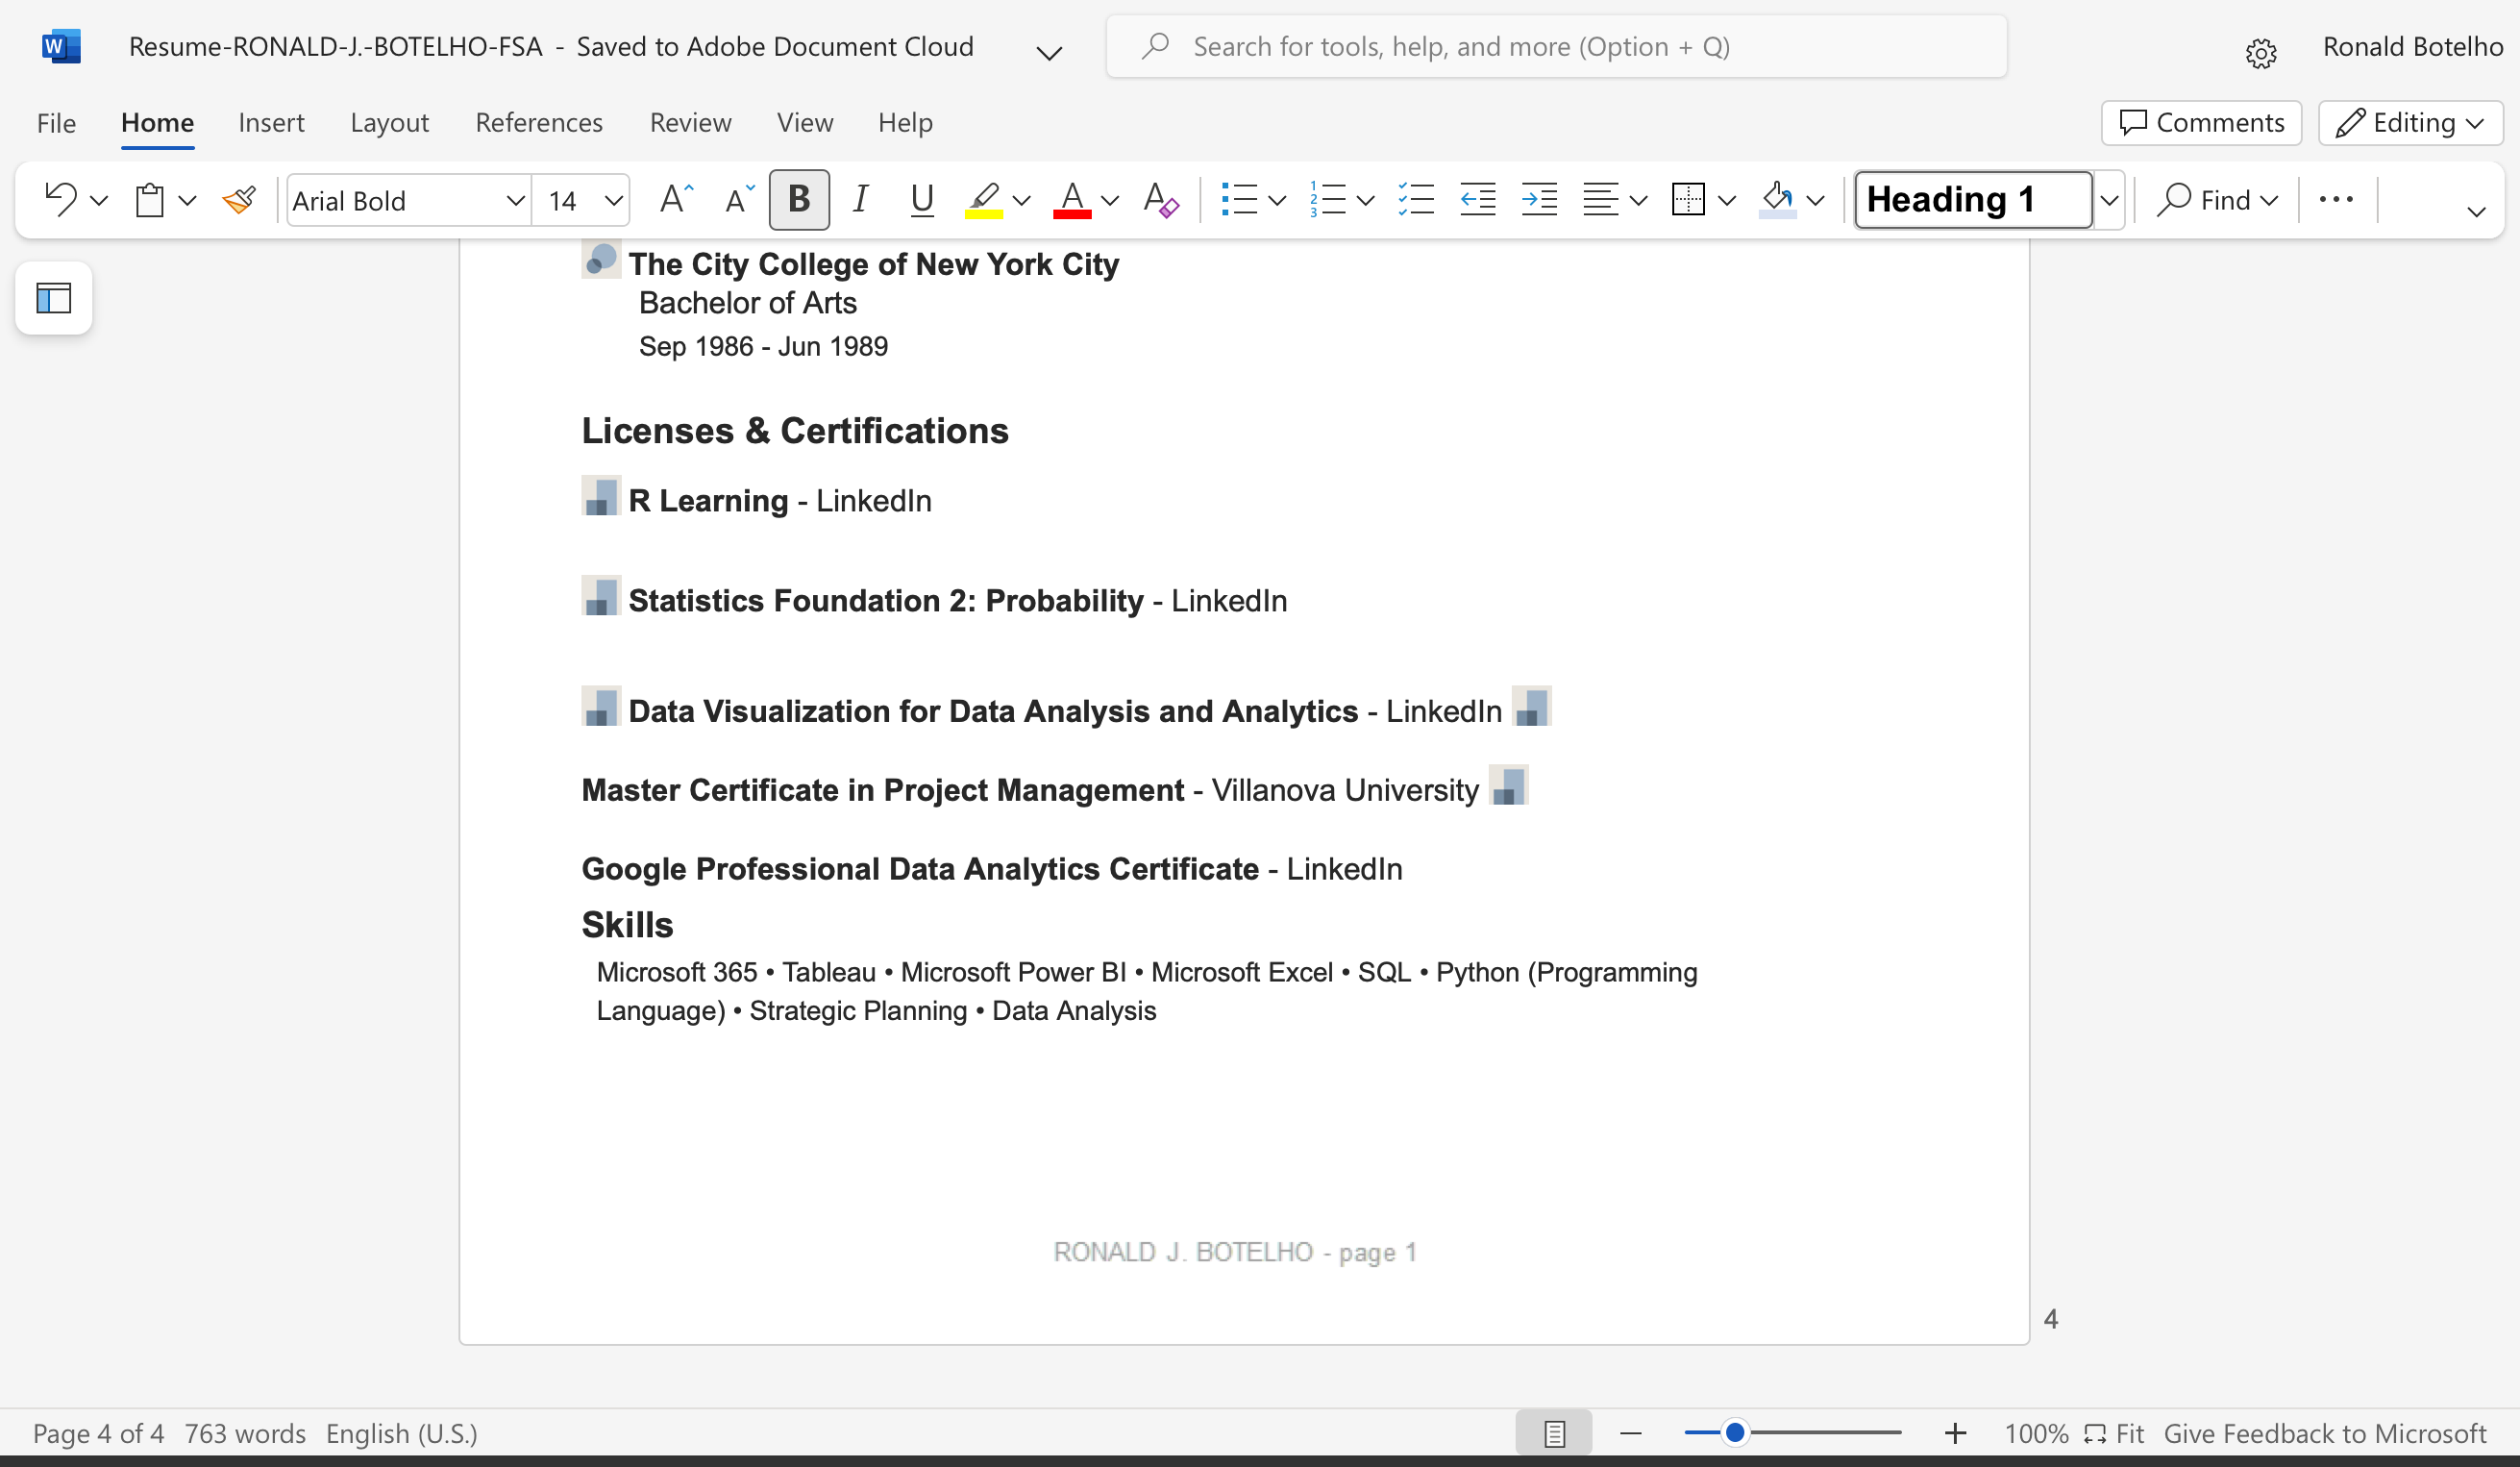 W Resume-RONALD-J.-BOTELHO-FSA - Saved to Adobe Document Cloud Search for tools, help, and more (Option + Q) Ronald Botelho
File Home Insert Layout References Review View Help Comments Editing
Arial Bold 14 A A B I U A A Heading 1 Find
The City College of New York City
Bachelor of Arts
Sep 1986 - Jun 1989
Licenses & Certifications
R Learning - LinkedIn
Statistics Foundation 2: Probability - LinkedIn
Data Visualization for Data Analysis and Analytics - LinkedIn
Master Certificate in Project Management - Villanova University
Google Professional Data Analytics Certificate - LinkedIn
Skills
Microsoft 365 • Tableau • Microsoft Power BI • Microsoft Excel • SQL • Python (Programming
Language) • Strategic Planning • Data Analysis
RONALD J. BOTELHO - page 1
4
Page 4 of 4 763 words English (U.S.) 100% Fit Give Feedback to Microsoft